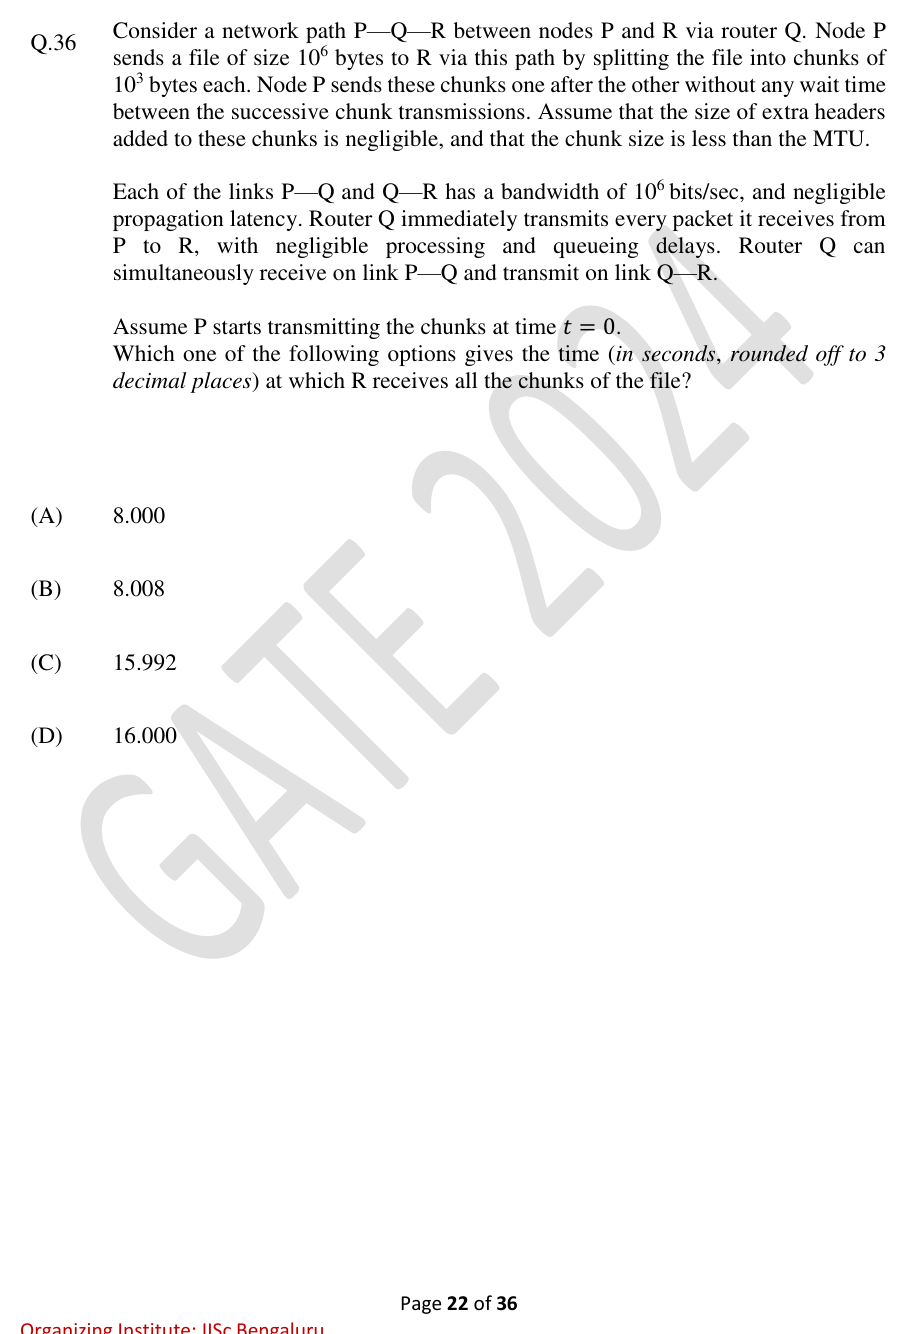 Q.36
Consider a network path P—Q—R between nodes P and R via router Q. Node P
sends a file of size 10⁶ bytes to R via this path by splitting the file into chunks of
10³ bytes each. Node P sends these chunks one after the other without any wait time
between the successive chunk transmissions. Assume that the size of extra headers
added to these chunks is negligible, and that the chunk size is less than the MTU.
Each of the links P—Q and Q—R has a bandwidth of 10⁶ bits/sec, and negligible
propagation latency. Router Q immediately transmits every packet it receives from
P to R, with negligible processing and queueing delays. Router Q can
simultaneously receive on link P—Q and transmit on link Q—R.
Assume P starts transmitting the chunks at time t = 0.
Which one of the following options gives the time (in seconds, rounded off to 3
decimal places) at which R receives all the chunks of the file?
(A) 8.000
(B) 8.008
(C) 15.992
(D) 16.000
GATE 2024
Page 22 of 36
Organizing Institute: IISc Bengaluru